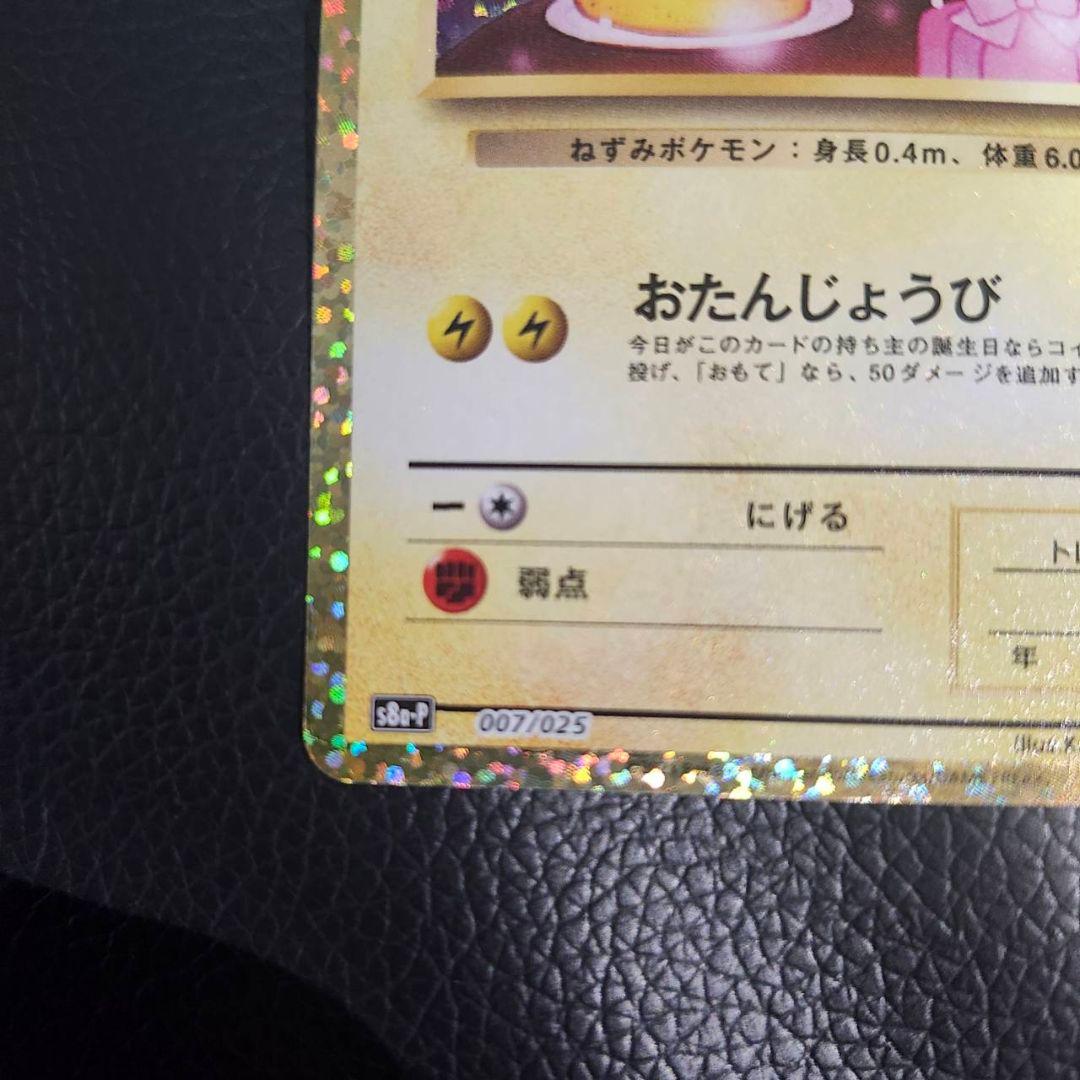 ねずみポケモン：身長0.4m、体重6.0
おたんじょうび
今日がこのカードの持ち主の誕生日ならコイ
投げ、「おもて」なら、50ダメージを追加す
にげる
弱点
年
s8a-P
007/025